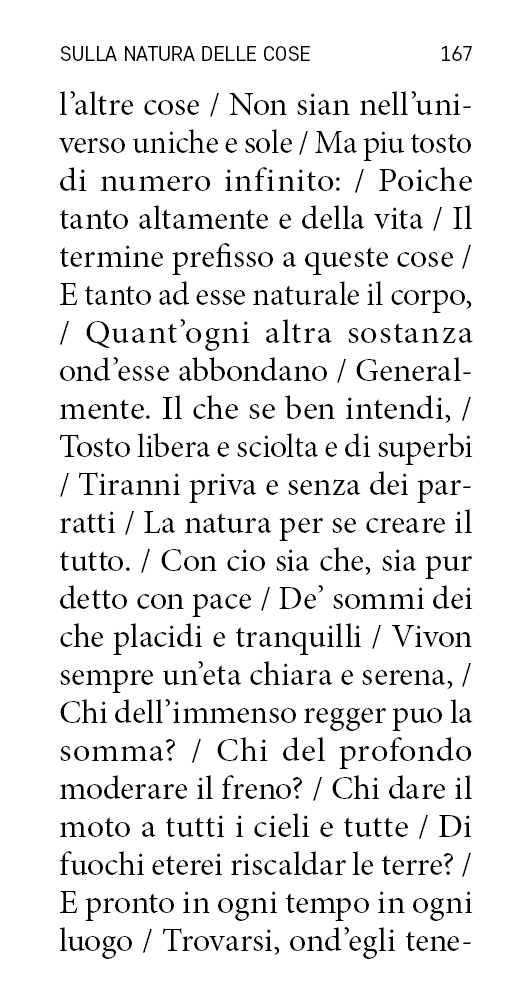 SULLA NATURA DELLE COSE 167
l’altre cose / Non sian nell’uni-
verso uniche e sole / Ma piu tosto
di numero infinito: / Poiche
tanto altamente e della vita / Il
termine prefisso a queste cose /
E tanto ad esse naturale il corpo,
/ Quant’ogni altra sostanza
ond’esse abbondano / General-
mente. Il che se ben intendi, /
Tosto libera e sciolta e di superbi
/ Tiranni priva e senza dei par-
ratti / La natura per se creare il
tutto. / Con cio sia che, sia pur
detto con pace / De’ sommi dei
che placidi e tranquilli / Vivon
sempre un’eta chiara e serena, /
Chi dell’immenso regger puo la
somma? / Chi del profondo
moderare il freno? / Chi dare il
moto a tutti i cieli e tutte / Di
fuochi eterei riscaldar le terre? /
E pronto in ogni tempo in ogni
luogo / Trovarsi, ond’egli tene-